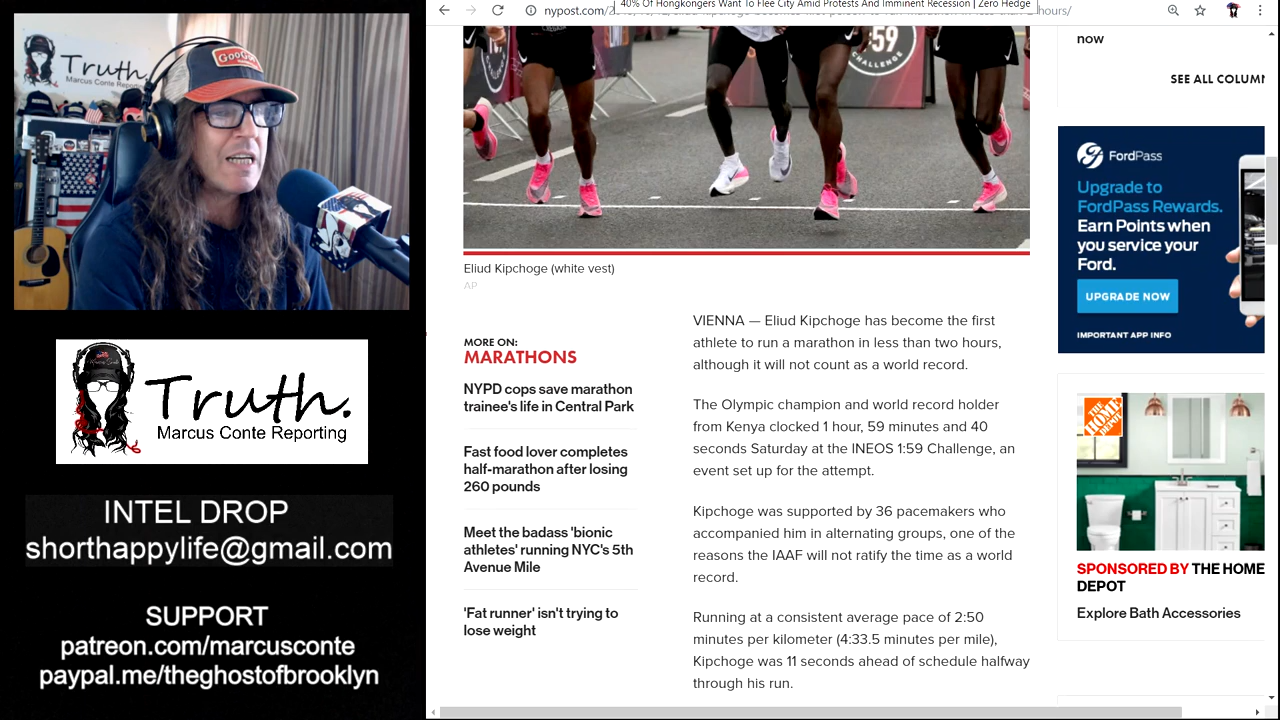 40% Of Hongkongers Want To Flee City Amid Protests And Imminent Recession | Zero Hedge
nypost.com/
Truth.
Marcus Conte Reporting
:59
CHALLENGE
now
SEE ALL COLUMN
FordPass
Upgrade to
FordPass Rewards.
Earn Points when
you service your
Ford.
UPGRADE NOW
IMPORTANT APP INFO
Eliud Kipchoge (white vest)
AP
MORE ON:
MARATHONS
NYPD cops save marathon
trainee's life in Central Park
Fast food lover completes
half-marathon after losing
260 pounds
Meet the badass 'bionic
athletes' running NYC's 5th
Avenue Mile
'Fat runner' isn't trying to
lose weight
VIENNA — Eliud Kipchoge has become the first
athlete to run a marathon in less than two hours,
although it will not count as a world record.
The Olympic champion and world record holder
from Kenya clocked 1 hour, 59 minutes and 40
seconds Saturday at the INEOS 1:59 Challenge, an
event set up for the attempt.
Kipchoge was supported by 36 pacemakers who
accompanied him in alternating groups, one of the
reasons the IAAF will not ratify the time as a world
record.
Running at a consistent average pace of 2:50
minutes per kilometer (4:33.5 minutes per mile),
Kipchoge was 11 seconds ahead of schedule halfway
through his run.
THE HOME DEPOT
SPONSORED BY THE HOME
DEPOT
Explore Bath Accessories
Truth.
Marcus Conte Reporting
INTEL DROP
shorthappylife@gmail.com
SUPPORT
patreon.com/marcusconte
paypal.me/theghostofbrooklyn